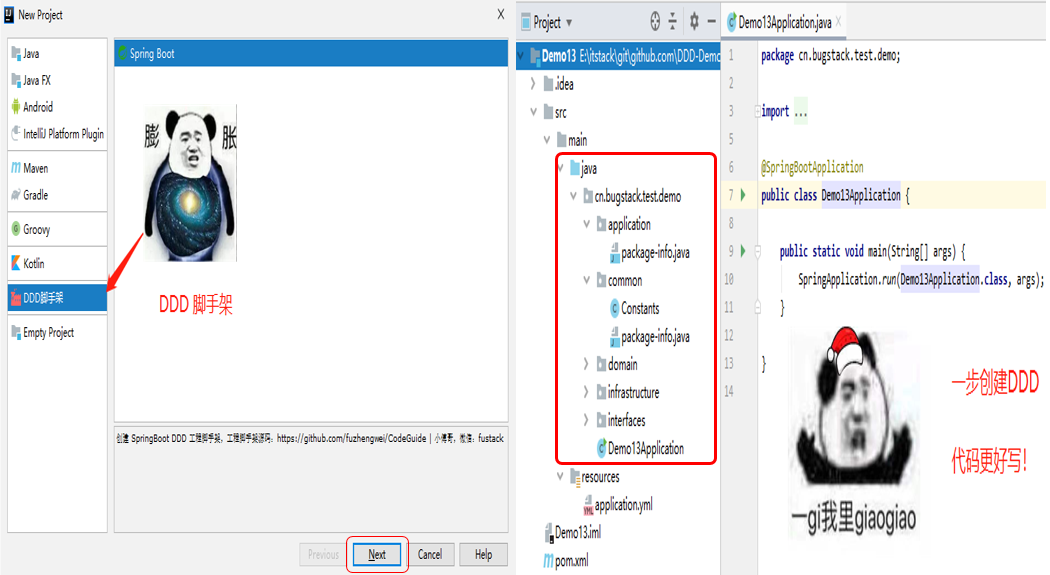 New Project
Java
Java FX
Android
IntelliJ Platform Plugin
Maven
Gradle
Groovy
Kotlin
DDD脚手架
Empty Project
Spring Boot
膨 胀
DDD 脚手架
创建 SpringBoot DDD 工程脚手架，工程脚手架源码：https://github.com/fuzhengwei/CodeGuide | 小傅哥，微信：fustack
Previous
Next
Cancel
Help
Project
Demo13 E:\itstack\git\github.com\DDD-Demo
.idea
src
main
java
cn.bugstack.test.demo
application
package-info.java
common
Constants
package-info.java
domain
infrastructure
interfaces
Demo13Application
resources
application.yml
Demo13.iml
pom.xml
Demo13Application.java
1 package cn.bugstack.test.demo;
2
3 import ...
5
6 @SpringBootApplication
7 public class Demo13Application {
8
9 public static void main(String[] args) {
10 SpringApplication.run(Demo13Application.class, args);
11 }
12
13 }
14
一步创建DDD
代码更好写!
一gi我里giaogiao